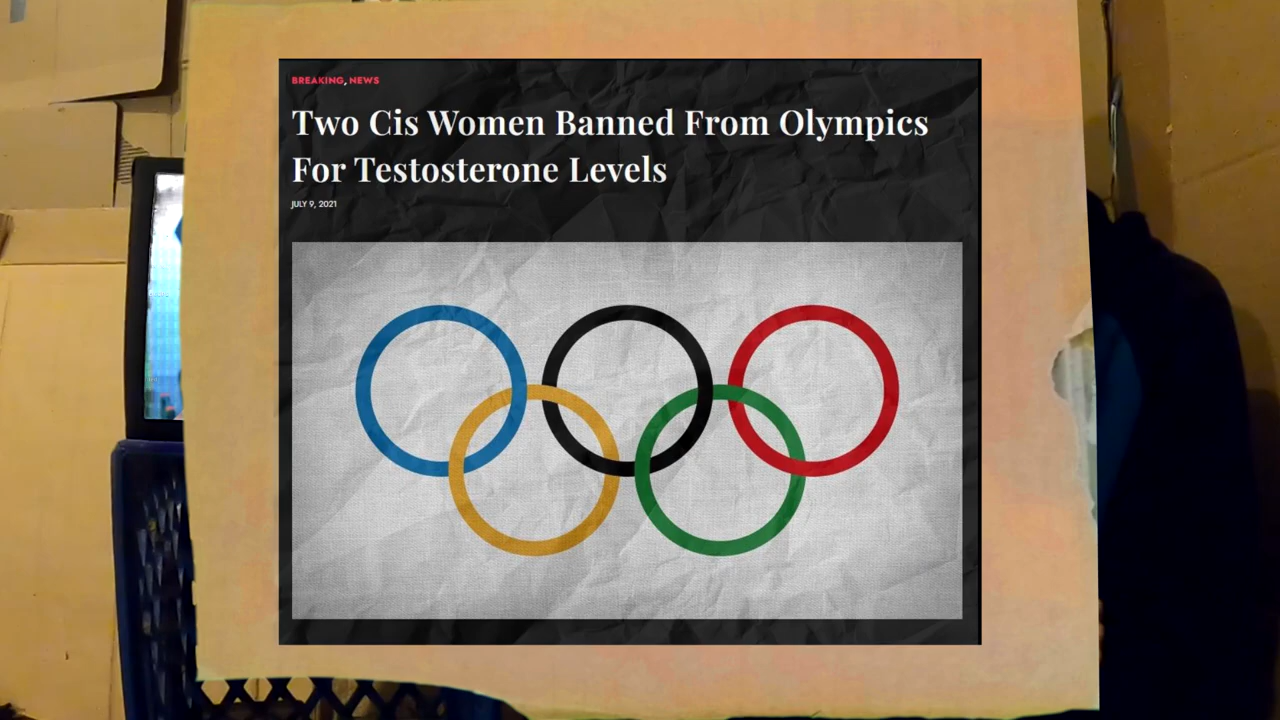 BREAKING, NEWS
Two Cis Women Banned From Olympics
For Testosterone Levels
JULY 9, 2021